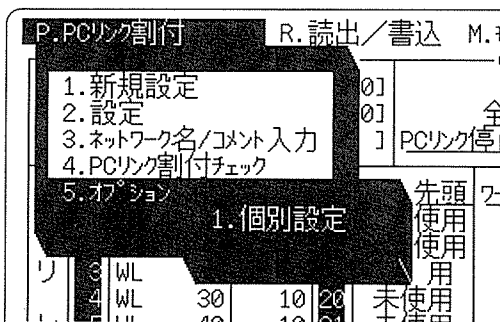 P.PCリンク割付 R.読出／書込 M.
1.新規設定
0]
2.設定
0]
3.ネットワーク名/コメント入力
]
PCリンク停
4.PCリンク割付チェック
5.オプション
先頭
1.個別設定
使用
使用
リ 3 WL 用
4 WL 30 10 20 未使用